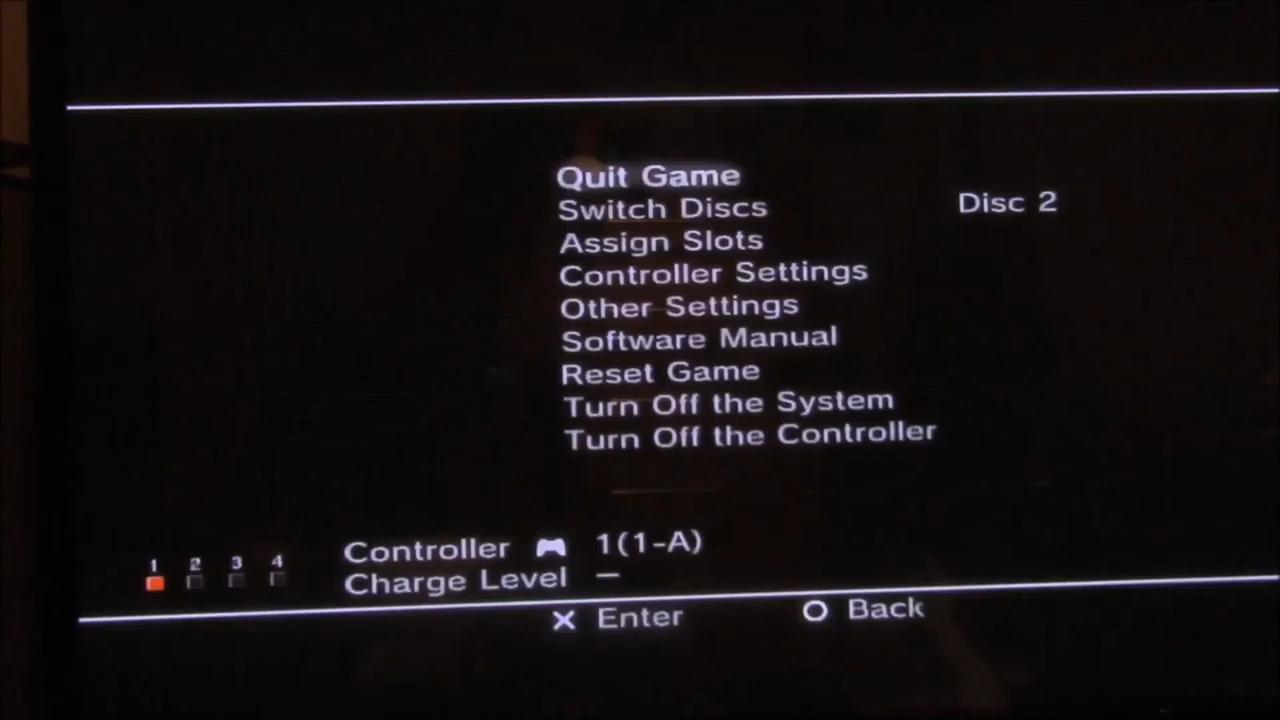 Quit Game
Switch Discs Disc 2
Assign Slots
Controller Settings
Other Settings
Software Manual
Reset Game
Turn Off the System
Turn Off the Controller
1 2 3 4
Controller 1(1-A)
Charge Level —
X Enter O Back